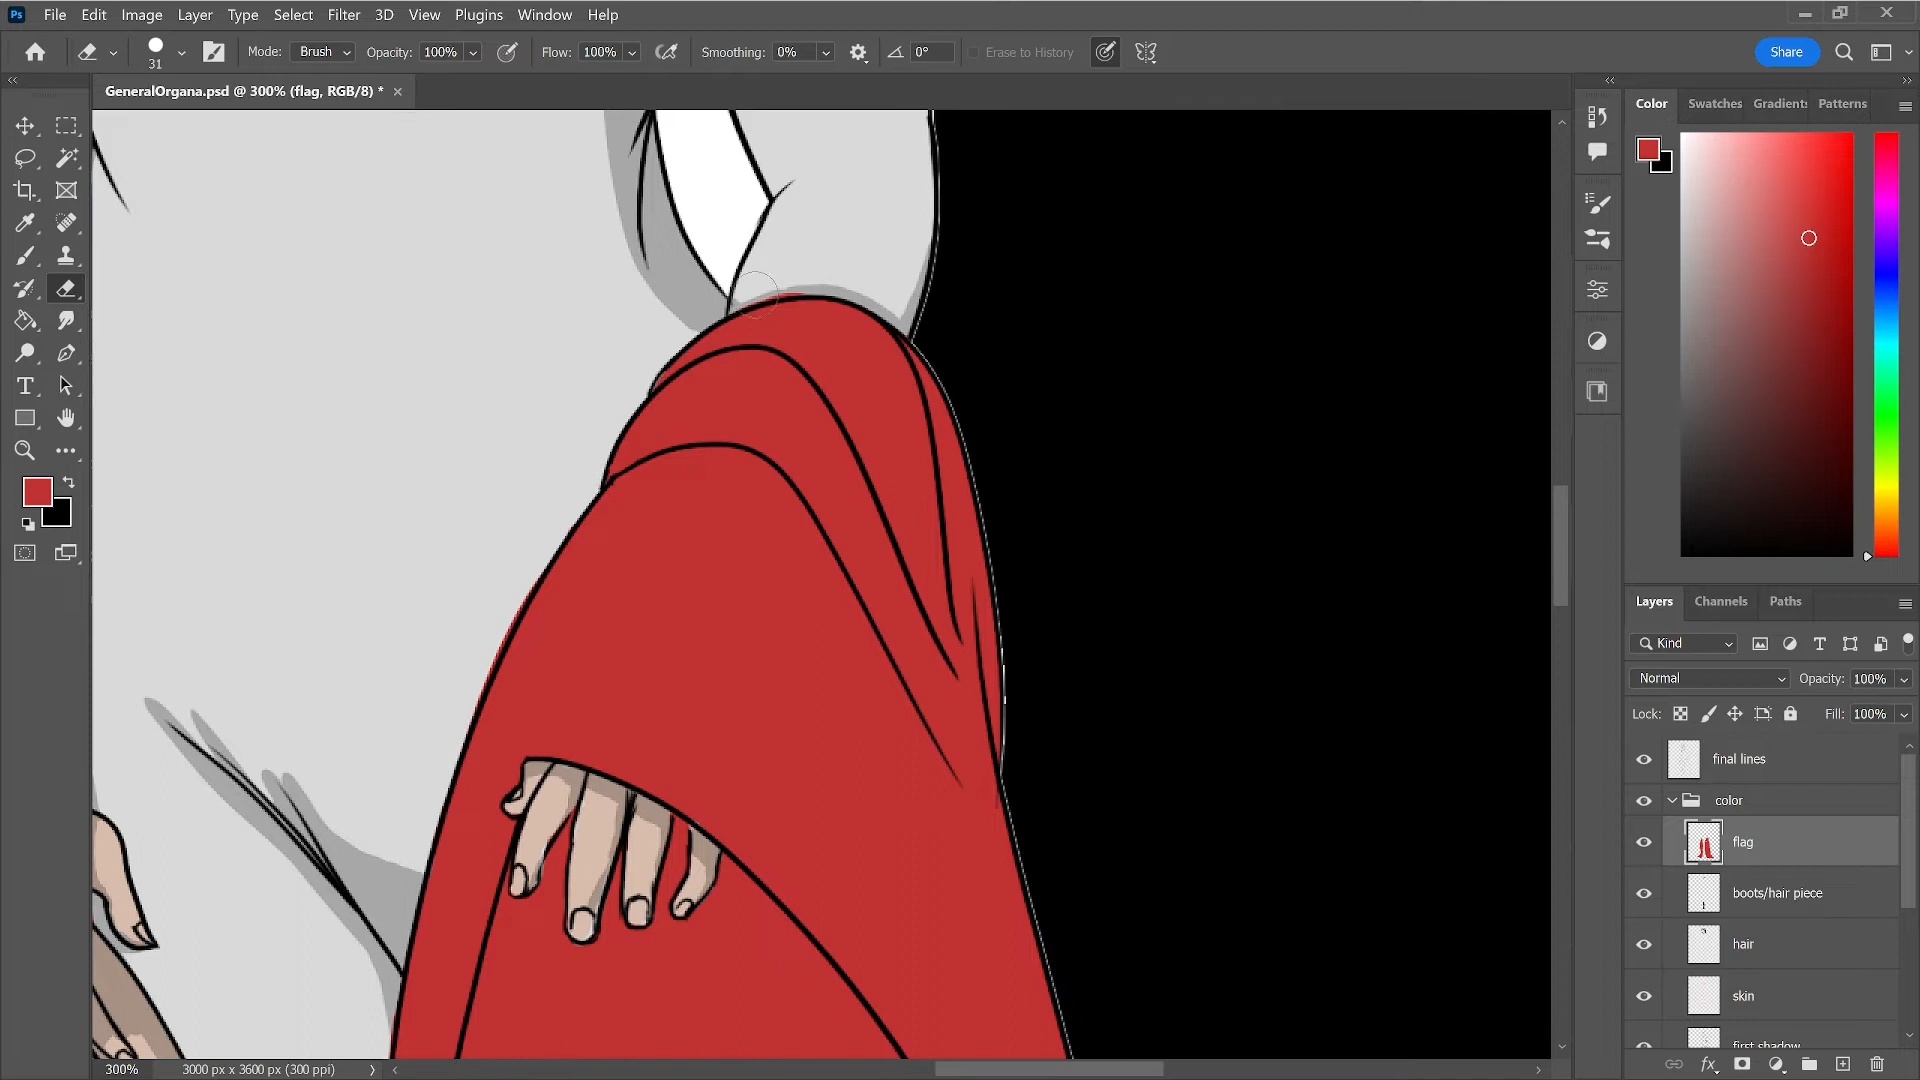 Ps File Edit Image Layer Type Select Filter 3D View Plugins Window Help
31 Mode: Brush Opacity: 100% Flow: 100% Smoothing: 0% 0° Erase to History Share
GeneralOrgana.psd @ 300% (flag, RGB/8) *
Color Swatches Gradients Patterns
Layers Channels Paths
Kind
Normal Opacity: 100%
Lock: Fill: 100%
final lines
color
flag
boots/hair piece
hair
skin
first shadow
300% 3000 px x 3600 px (300 ppi)